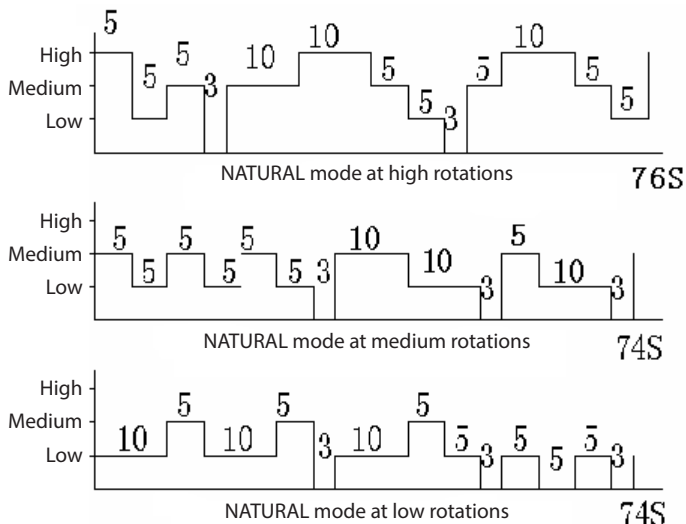 5
High 5 5 3 10 10 5 5 3 5 10 5 5
Medium
Low
NATURAL mode at high rotations 76S
High
Medium 5 5 5 5 5 5 3 10 10 3 5 10 3
Low
NATURAL mode at medium rotations 74S
High
Medium 10 5 10 5 3 10 5 5 3 5 5 5 3
Low
NATURAL mode at low rotations 74S